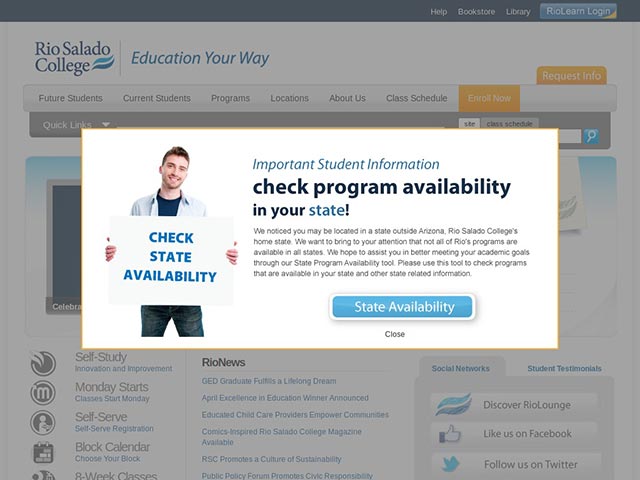 Help Bookstore Library RioLearn Login
Rio Salado
College
Education Your Way
Request Info
Future Students Current Students Programs Locations About Us Class Schedule Enroll Now
Quick Links
site class schedule
Important Student Information
check program availability
in your state!
We noticed you may be located in a state outside Arizona, Rio Salado College's
home state. We want to bring to your attention that not all of Rio's programs are
available in all states. We hope to assist you in better meeting your academic goals
through our State Program Availability tool. Please use this tool to check programs
that are available in your state and other state related information.
CHECK
STATE
AVAILABILITY
State Availability
Close
Celebra
Self-Study
Innovation and Improvement
Monday Starts
Classes Start Monday
Self-Serve
Self-Serve Registration
Block Calendar
Choose Your Block
8-Week Classes
RioNews
GED Graduate Fulfills a Lifelong Dream
April Excellence in Education Winner Announced
Educated Child Care Providers Empower Communities
Comics-Inspired Rio Salado College Magazine
Available
RSC Promotes a Culture of Sustainability
Public Policy Forum Promotes Civic Responsibility
Social Networks Student Testimonials
Discover RioLounge
Like us on Facebook
Follow us on Twitter